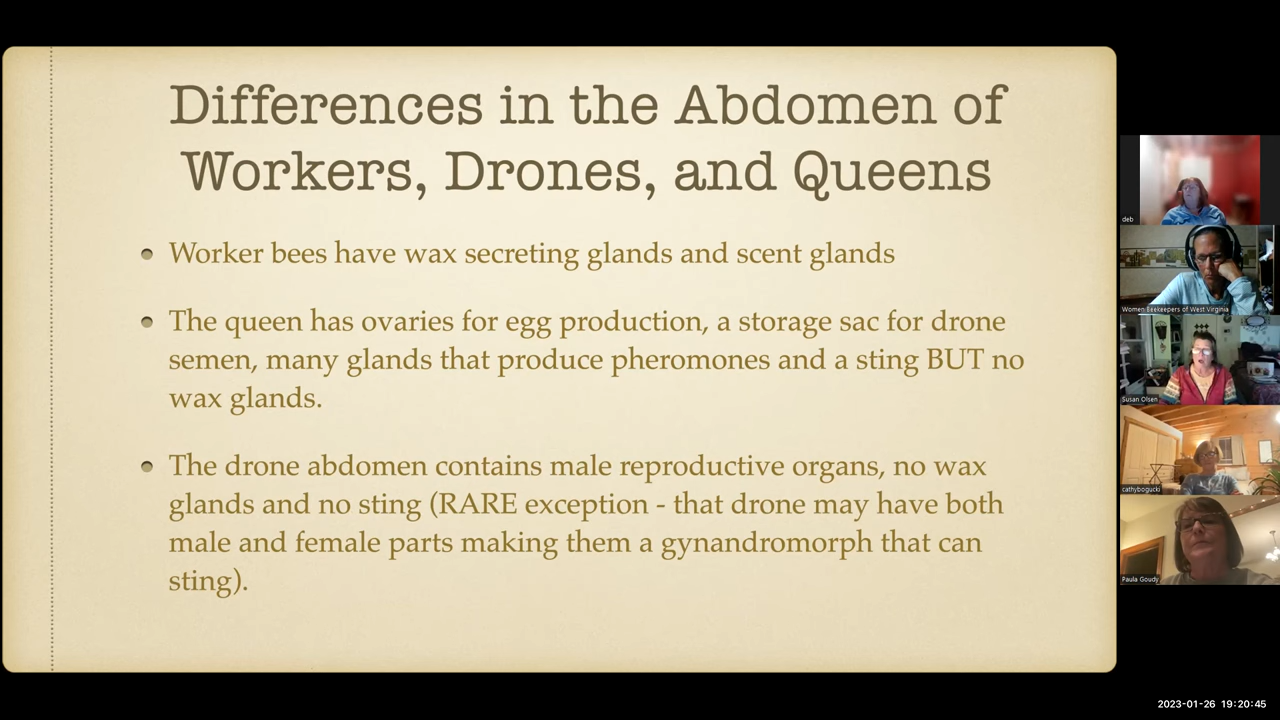 Differences in the Abdomen of
Workers, Drones, and Queens
Worker bees have wax secreting glands and scent glands
The queen has ovaries for egg production, a storage sac for drone
semen, many glands that produce pheromones and a sting BUT no
wax glands.
The drone abdomen contains male reproductive organs, no wax
glands and no sting (RARE exception - that drone may have both
male and female parts making them a gynandromorph that can
sting).
deb
Women Beekeepers of West Virginia
Susan Olsen
cathybogucki
Paula Goudy
2023-01-26 19:20:45